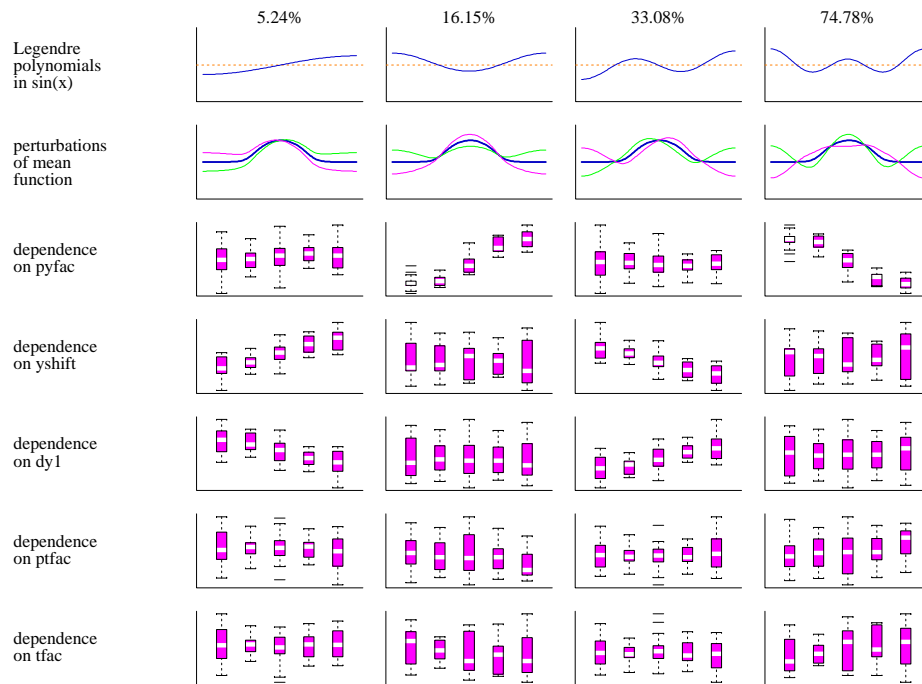 5.24% 16.15% 33.08% 74.78%
Legendre
polynomials
in sin(x)
perturbations
of mean
function
dependence
on pyfac
dependence
on yshift
dependence
on dy1
dependence
on ptfac
dependence
on tfac